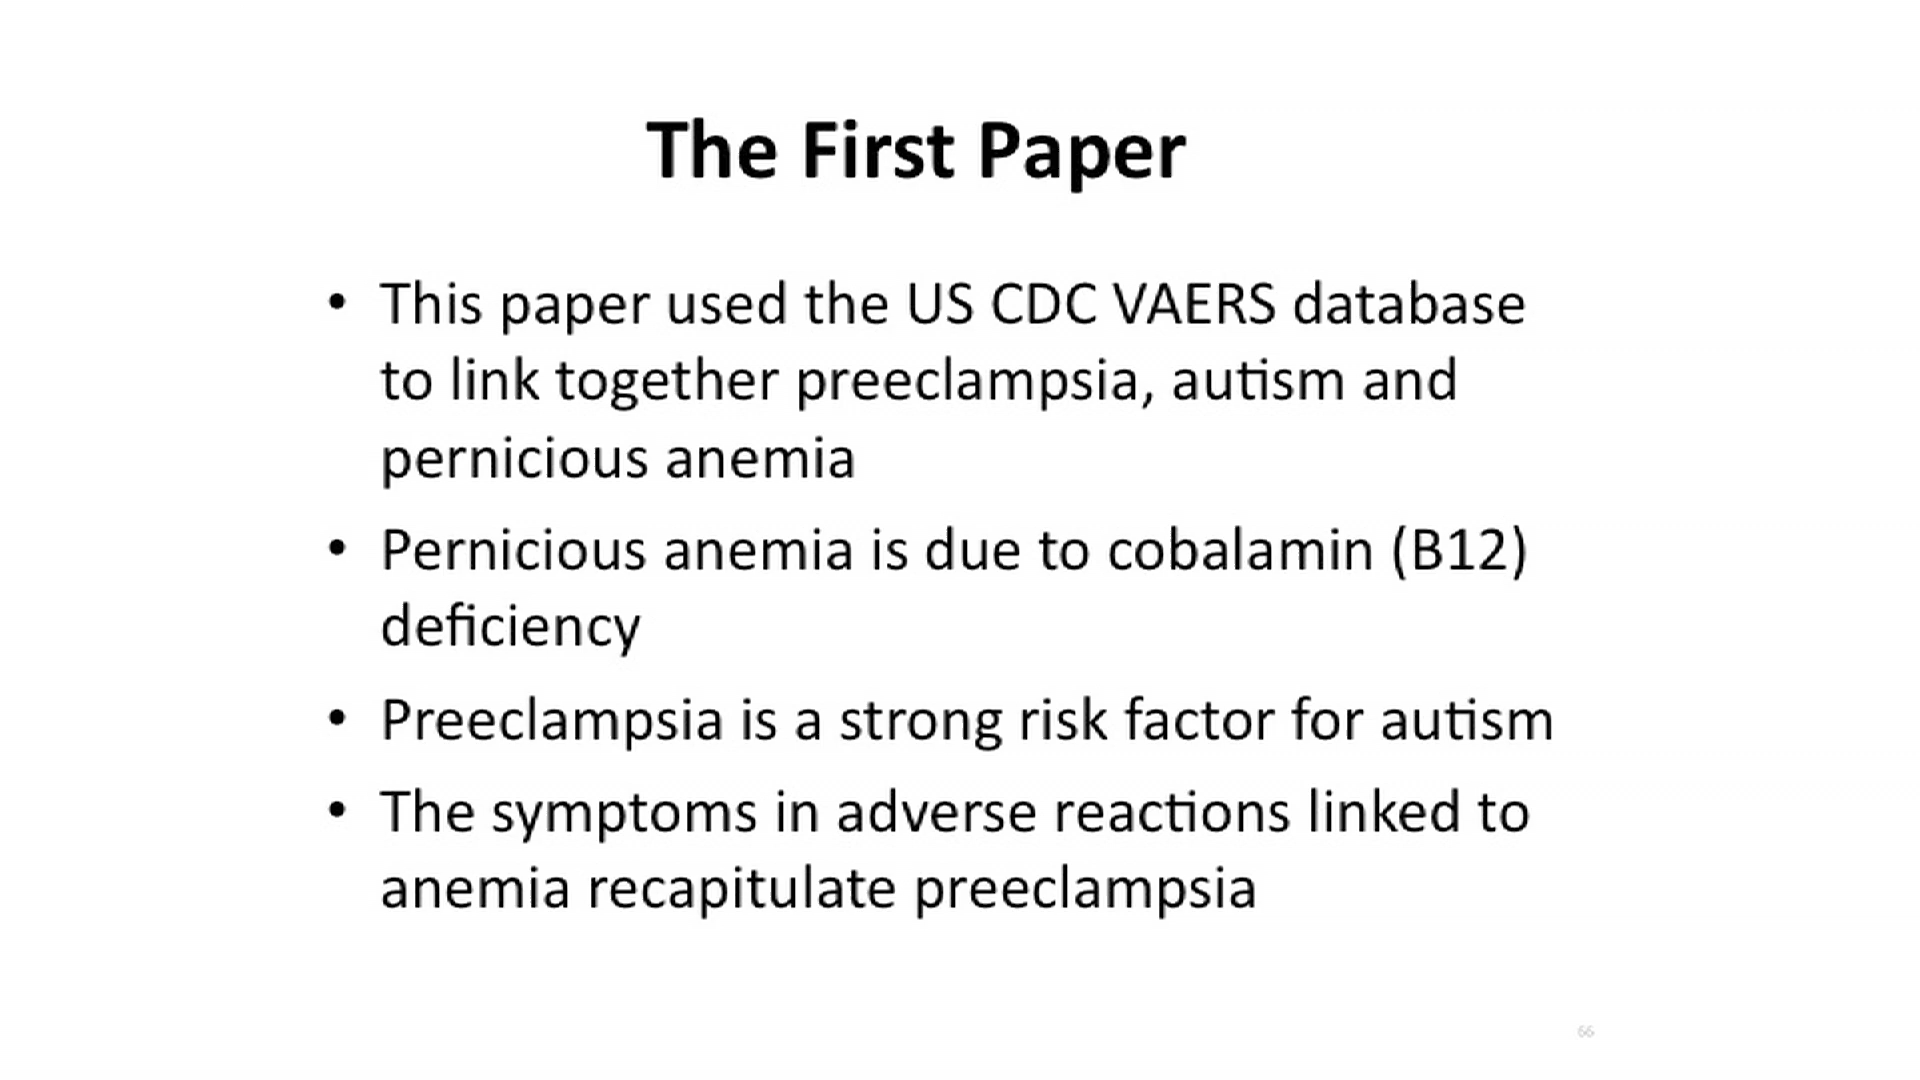 The First Paper
• This paper used the US CDC VAERS database
to link together preeclampsia, autism and
pernicious anemia
• Pernicious anemia is due to cobalamin (B12)
deficiency
• Preeclampsia is a strong risk factor for autism
• The symptoms in adverse reactions linked to
anemia recapitulate preeclampsia
66